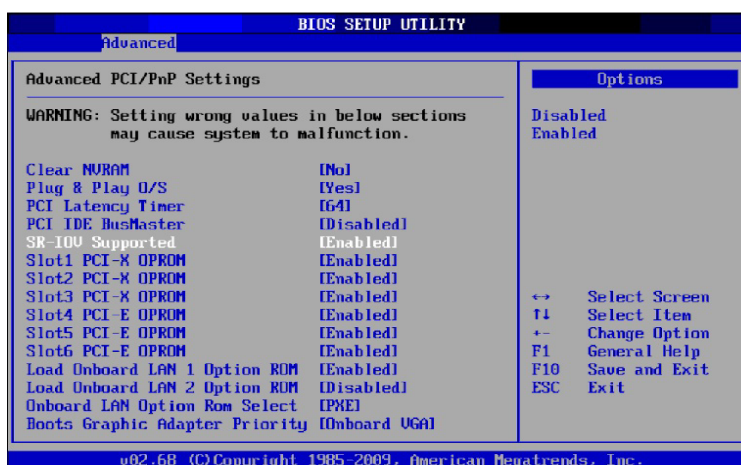 BIOS SETUP UTILITY
Advanced
Advanced PCI/PnP Settings
WARNING: Setting wrong values in below sections
may cause system to malfunction.
Clear NVRAM [No]
Plug & Play O/S [Yes]
PCI Latency Timer [64]
PCI IDE BusMaster [Disabled]
SR-IOV Supported [Enabled]
Slot1 PCI-X OPROM [Enabled]
Slot2 PCI-X OPROM [Enabled]
Slot3 PCI-X OPROM [Enabled]
Slot4 PCI-E OPROM [Enabled]
Slot5 PCI-E OPROM [Enabled]
Slot6 PCI-E OPROM [Enabled]
Load Onboard LAN 1 Option ROM [Enabled]
Load Onboard LAN 2 Option ROM [Disabled]
Onboard LAN Option Rom Select [PXE]
Boots Graphic Adapter Priority [Onboard VGA]
Options
Disabled
Enabled
↔ Select Screen
↑↓ Select Item
+- Change Option
F1 General Help
F10 Save and Exit
ESC Exit
v02.68 (C)Copyright 1985-2009, American Megatrends, Inc.